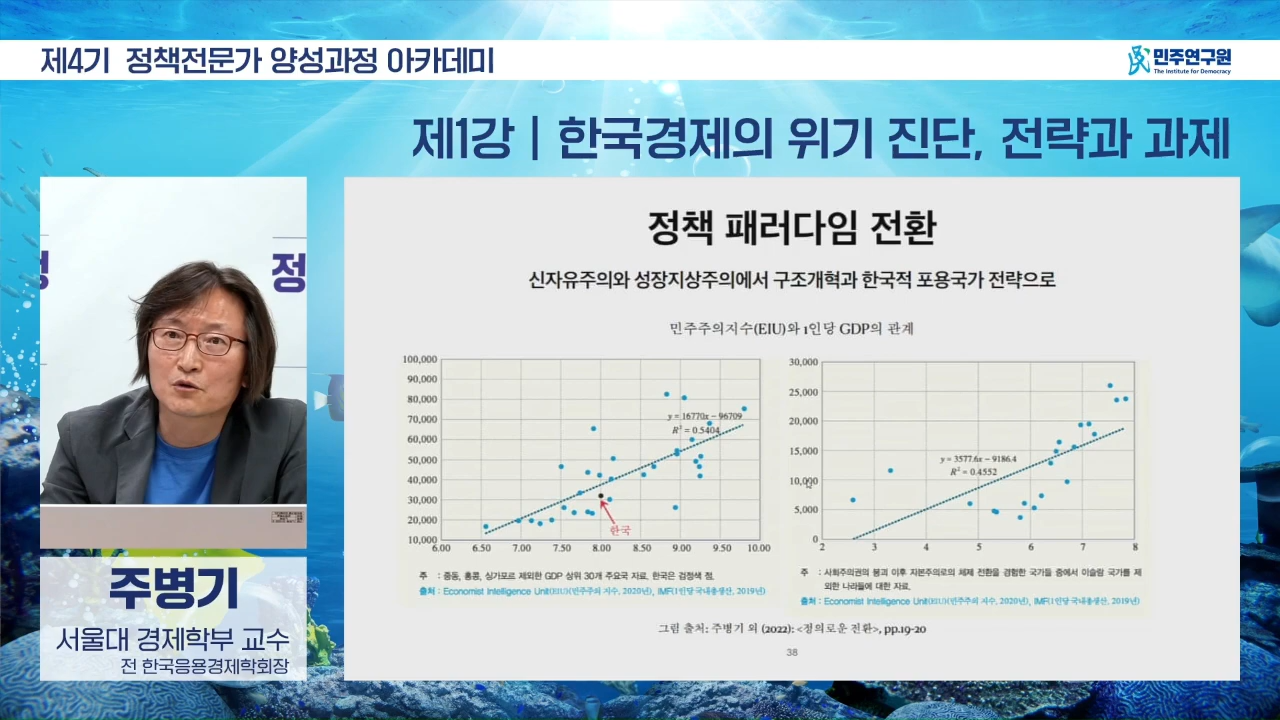 제4기 정책전문가 양성과정 아카데미
민주연구원
The Institute for Democracy
제1강 | 한국경제의 위기 진단, 전략과 과제
정
주병기
서울대 경제학부 교수
전 한국응용경제학회장
정책 패러다임 전환
신자유주의와 성장지상주의에서 구조개혁과 한국적 포용국가 전략으로
민주주의지수(EIU)와 1인당 GDP의 관계
100,000
90,000
80,000
70,000
60,000
50,000
40,000
30,000
20,000
10,000
y = 16770x − 96709
R² = 0.5404
한국
6.00 6.50 7.00 7.50 8.00 8.50 9.00 9.50 10.00
주 : 중동, 홍콩, 싱가포르 제외한 GDP 상위 30개 주요국 자료. 한국은 검정색 점.
출처 : Economist Intelligence Unit(EIU)(민주주의 지수, 2020년), IMF(1인당 국내총생산, 2019년)
30,000
25,000
20,000
15,000
10,000
5,000
0
y = 3577.6x − 9186.4
R² = 0.4552
2 3 4 5 6 7 8
주 : 사회주의권의 붕괴 이후 자본주의로의 체제 전환을 경험한 국가들 중에서 이슬람 국가를 제
외한 나라들에 대한 자료.
출처 : Economist Intelligence Unit(EIU)(민주주의 지수, 2020년), IMF(1인당 국내총생산, 2019년)
그림 출처: 주병기 외 (2022): <정의로운 전환>, pp.19-20
38